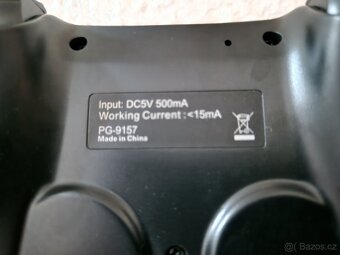 Input: DC5V 500mA
Working Current :<15mA
PG-9157
Made in China
Bazos.cz